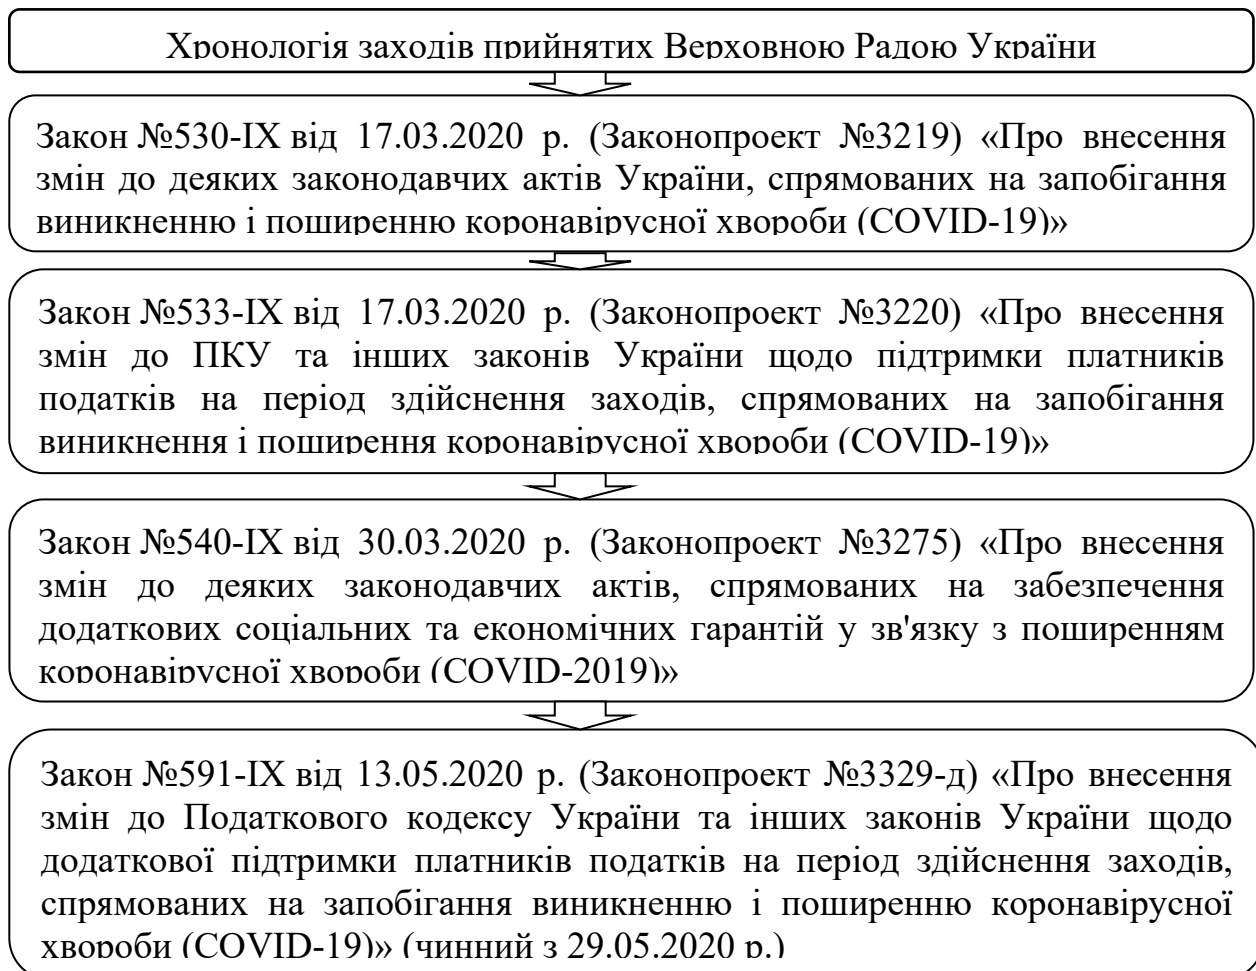 Хронологія заходів прийнятих Верховною Радою України
Закон №530-IX від 17.03.2020 р. (Законопроект №3219) «Про внесення
змін до деяких законодавчих актів України, спрямованих на запобігання
виникненню і поширенню коронавірусної хвороби (COVID-19)»
Закон №533-IX від 17.03.2020 р. (Законопроект №3220) «Про внесення
змін до ПКУ та інших законів України щодо підтримки платників
податків на період здійснення заходів, спрямованих на запобігання
виникнення і поширення коронавірусної хвороби (COVID-19)»
Закон №540-IX від 30.03.2020 р. (Законопроект №3275) «Про внесення
змін до деяких законодавчих актів, спрямованих на забезпечення
додаткових соціальних та економічних гарантій у зв'язку з поширенням
коронавірусної хвороби (COVID-2019)»
Закон №591-IX від 13.05.2020 р. (Законопроект №3329-д) «Про внесення
змін до Податкового кодексу України та інших законів України щодо
додаткової підтримки платників податків на період здійснення заходів,
спрямованих на запобігання виникненню і поширенню коронавірусної
хвороби (COVID-19)» (чинний з 29.05.2020 р.)